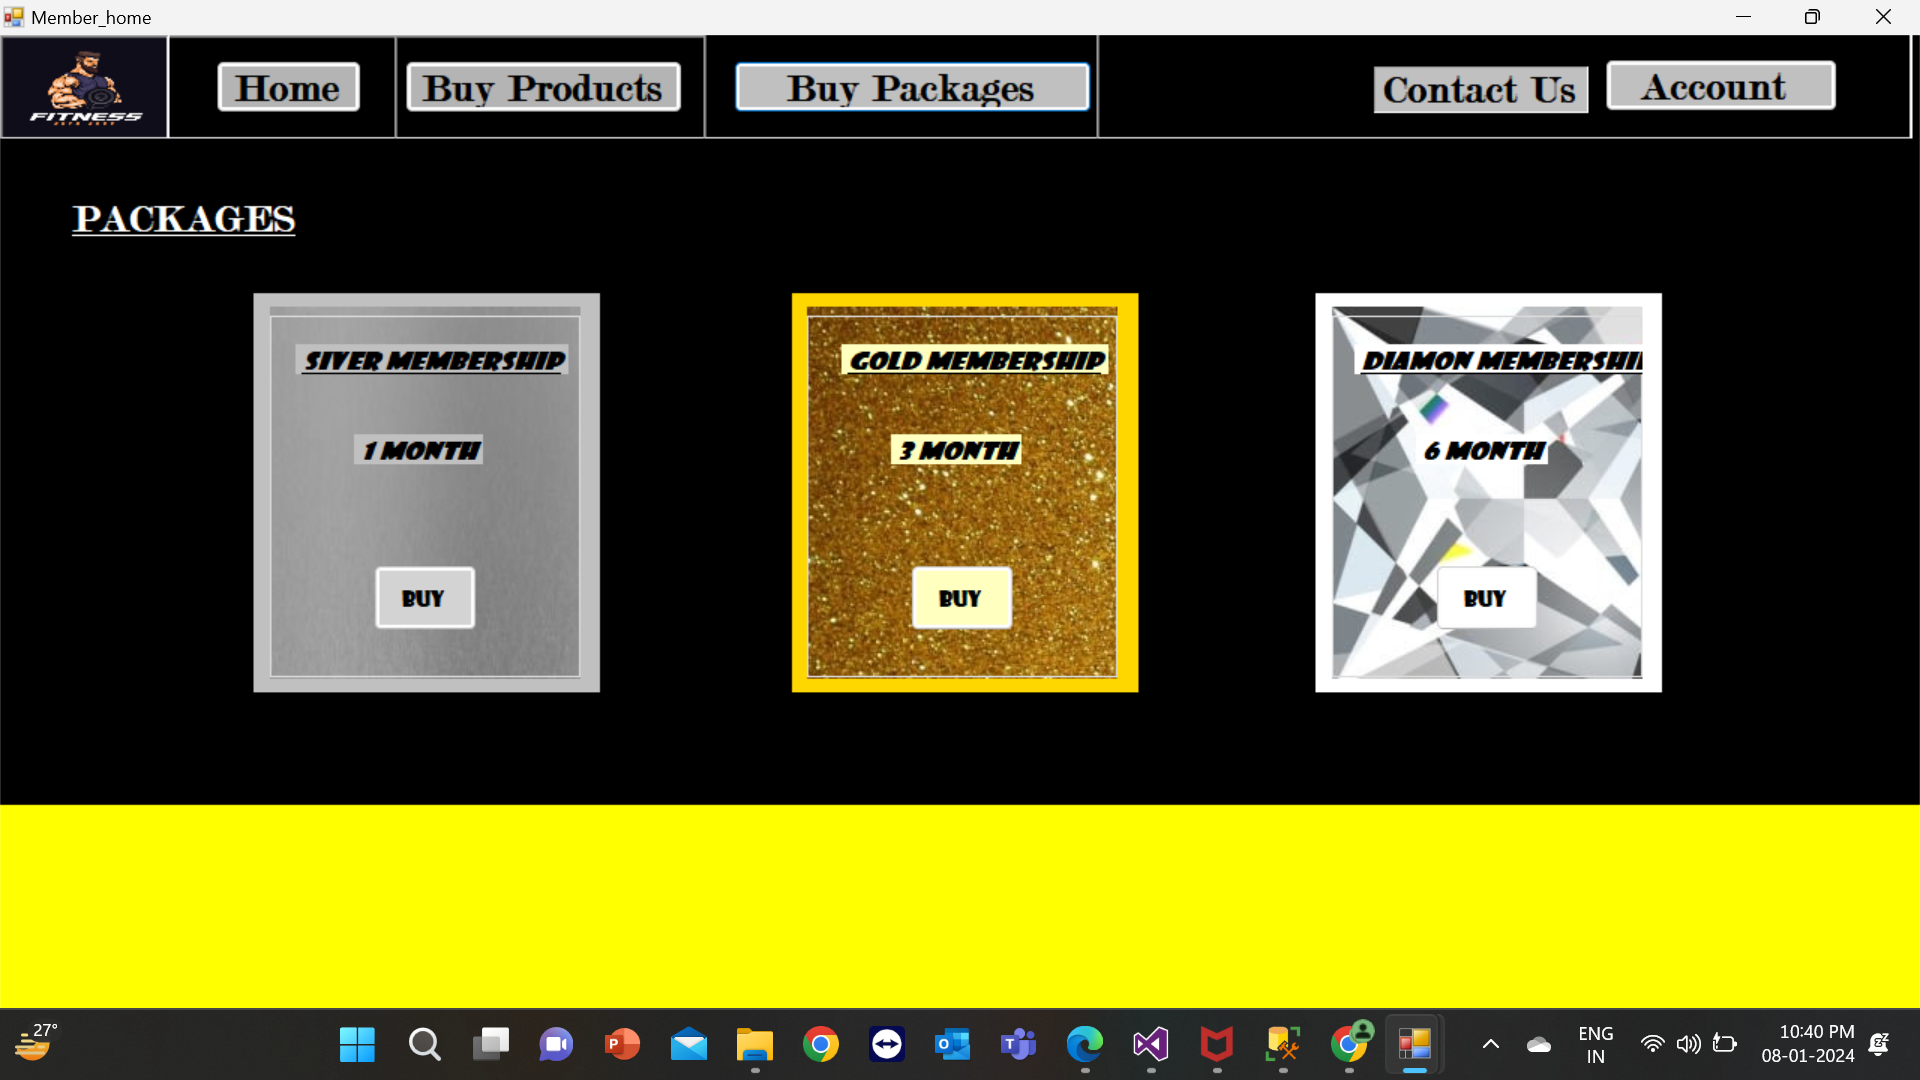 Member_home
FITNESS
Home
Buy Products
Buy Packages
Contact Us
Account
PACKAGES
SIVER MEMBERSHIP
GOLD MEMBERSHIP
DIAMON MEMBERSHI
1 MONTH
3 MONTH
6 MONTH
BUY
BUY
BUY
27°
ENG
IN
10:40 PM
08-01-2024